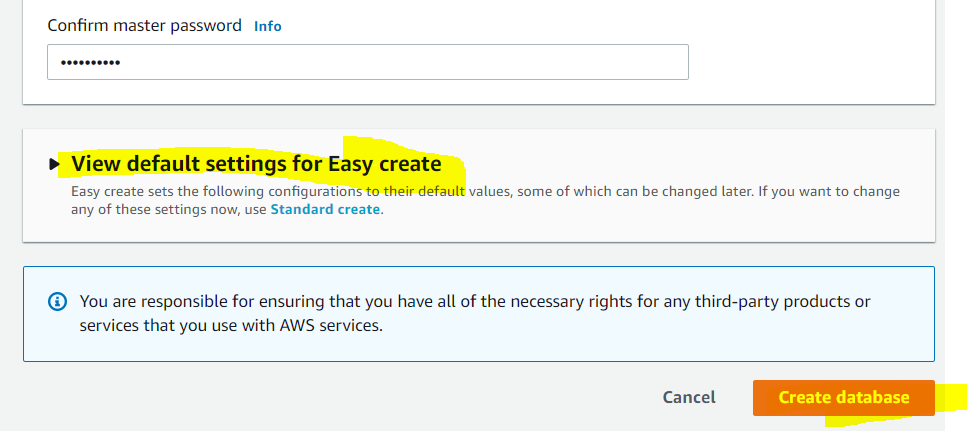 Confirm master password Info
••••••••••
View default settings for Easy create
Easy create sets the following configurations to their default values, some of which can be changed later. If you want to change
any of these settings now, use Standard create.
You are responsible for ensuring that you have all of the necessary rights for any third-party products or
services that you use with AWS services.
Cancel Create database